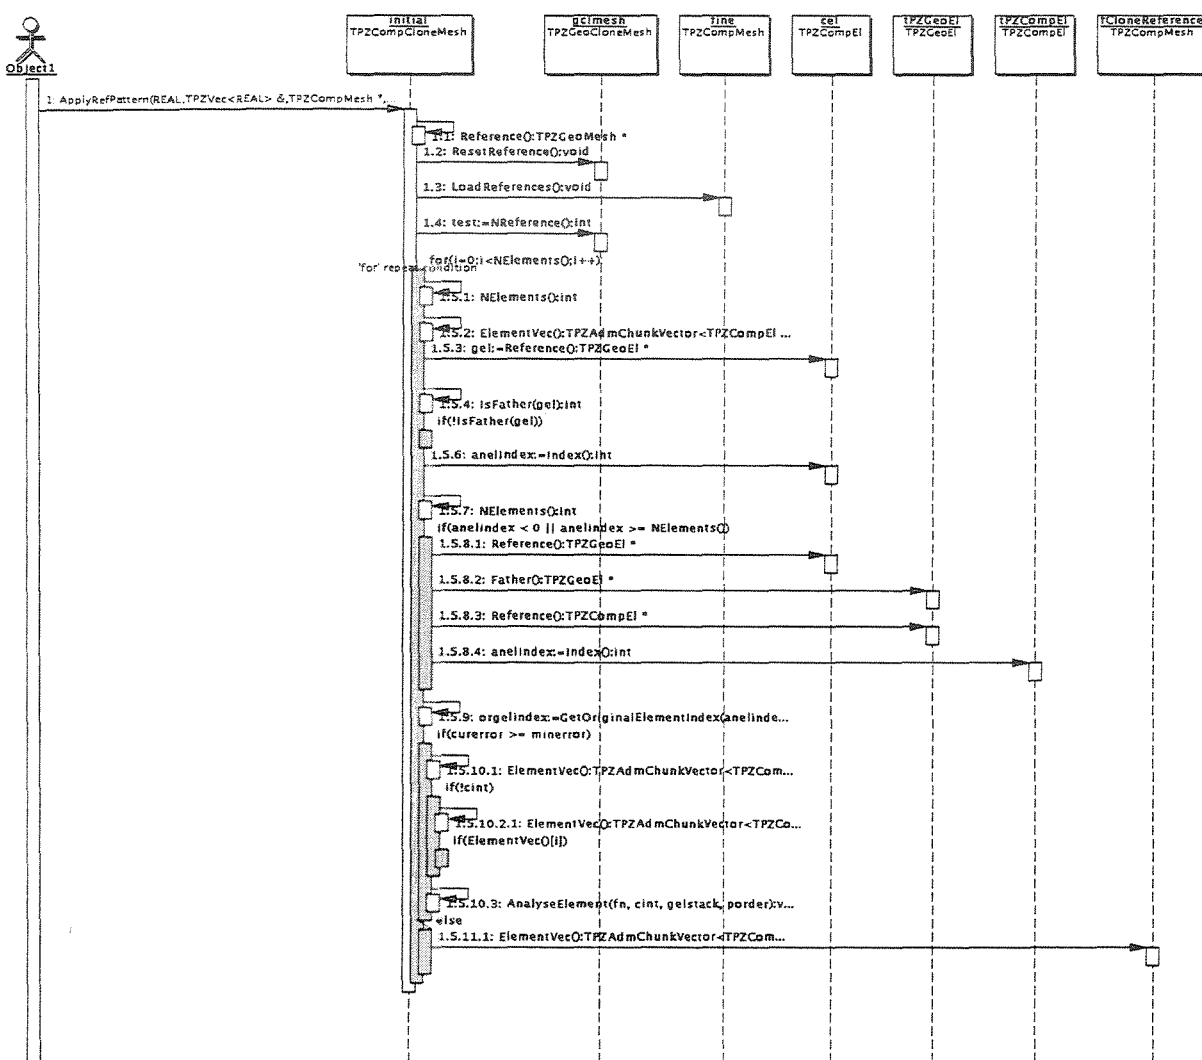 initial
TPZCompCloneMesh
gclmesh
TPZGeoCloneMesh
fine
TPZCompMesh
cel
TPZCompEl
tPZGeoEl
TPZGeoEl
tPZCompEl
TPZCompEl
fCloneReference
TPZCompMesh
Object1
1: ApplyRefPattern(REAL,TPZVec<REAL> &,TPZCompMesh *,..
1.1: Reference():TPZGeoMesh *
1.2: ResetReference():void
1.3: LoadReferences():void
1.4: test:=NReference():int
for(i=0;i<NElements();i++)
'for' repeat condition
1.5.1: NElements():int
1.5.2: ElementVec():TPZAdmChunkVector<TPZCompEl ...
1.5.3: gel:=Reference():TPZGeoEl *
1.5.4: IsFather(gel):int
if(!IsFather(gel))
1.5.6: anelindex:=Index():int
1.5.7: NElements():int
if(anelindex < 0 || anelindex >= NElements())
1.5.8.1: Reference():TPZGeoEl *
1.5.8.2: Father():TPZGeoEl *
1.5.8.3: Reference():TPZCompEl *
1.5.8.4: anelindex:=Index():int
1.5.9: orgelindex:=GetOriginalElementIndex(anelinde...
if(curerror >= minerror)
1.5.10.1: ElementVec():TPZAdmChunkVector<TPZCom...
if(!cint)
1.5.10.2.1: ElementVec():TPZAdmChunkVector<TPZCo...
if(ElementVec()[i])
1.5.10.3: AnalyseElement(fn, cint, gelstack, porder):v...
else
1.5.11.1: ElementVec():TPZAdmChunkVector<TPZCom...